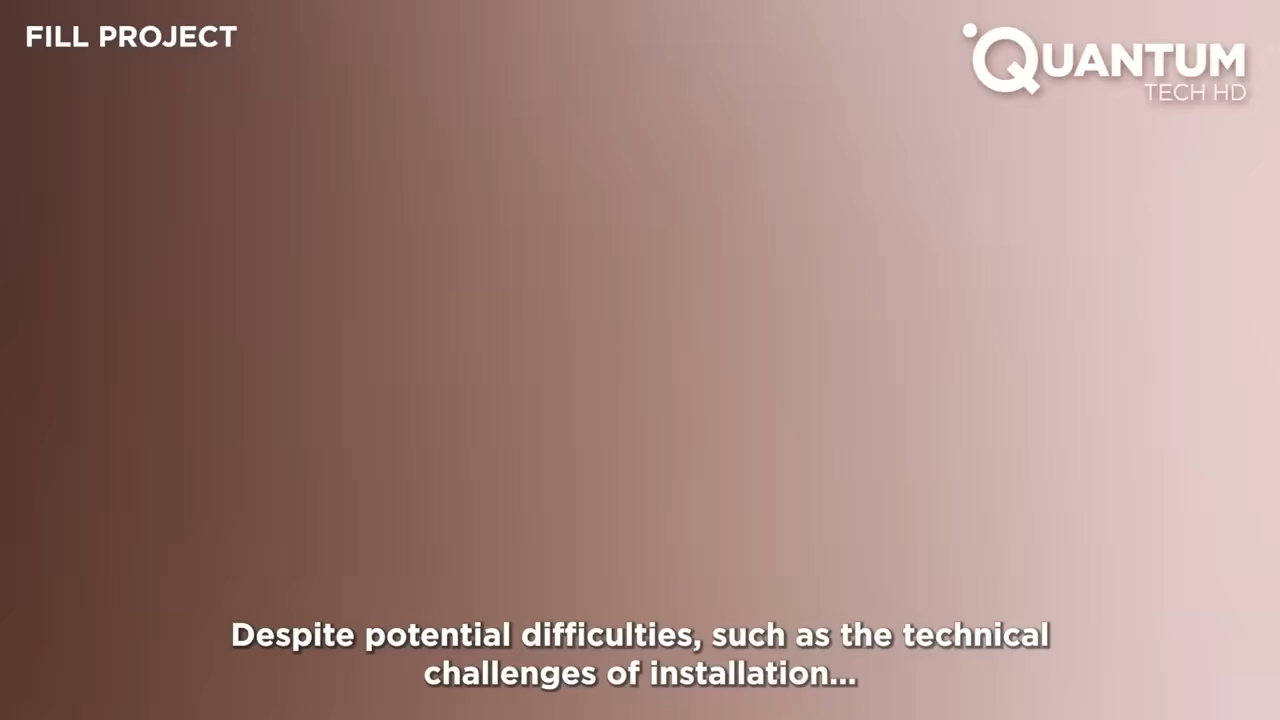 FILL PROJECT
QUANTUM
TECH HD
Despite potential difficulties, such as the technical
challenges of installation...